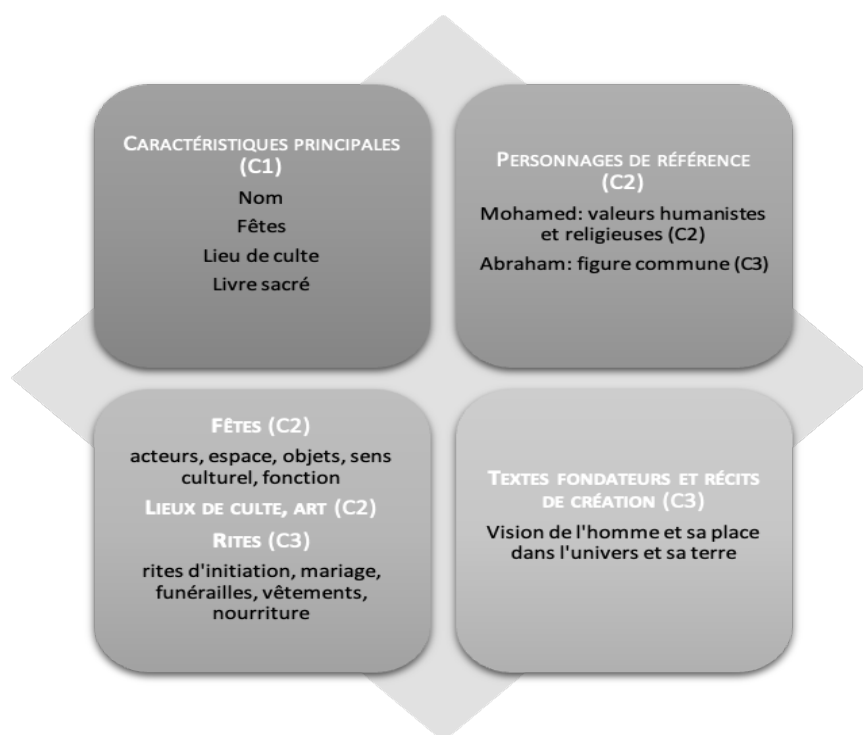 CARACTÉRISTIQUES PRINCIPALES
(C1)
Nom
Fêtes
Lieu de culte
Livre sacré
PERSONNAGES DE RÉFÉRENCE
(C2)
Mohamed: valeurs humanistes
et religieuses (C2)
Abraham: figure commune (C3)
FÊTES (C2)
acteurs, espace, objets, sens
culturel, fonction
LIEUX DE CULTE, ART (C2)
RITES (C3)
rites d'initiation, mariage,
funérailles, vêtements,
nourriture
TEXTES FONDATEURS ET RÉCITS
DE CRÉATION (C3)
Vision de l'homme et sa place
dans l'univers et sa terre